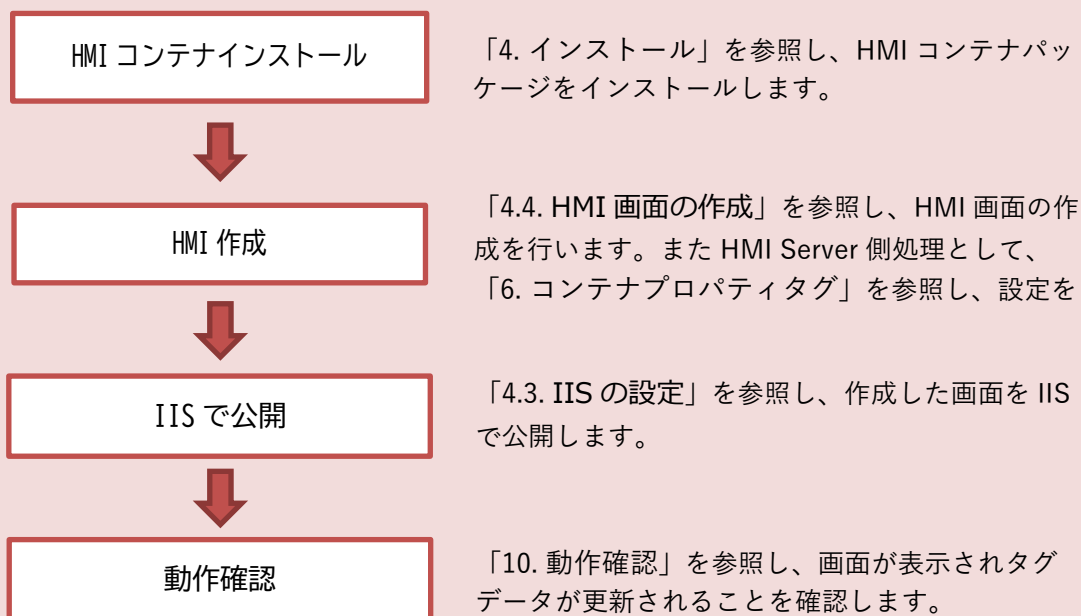 HMI コンテナインストール
「4. インストール」を参照し、HMI コンテナパッ
ケージをインストールします。
HMI 作成
「4.4. HMI 画面の作成」を参照し、HMI 画面の作
成を行います。また HMI Server 側処理として、
「6. コンテナプロパティタグ」を参照し、設定を
IIS で公開
「4.3. IIS の設定」を参照し、作成した画面を IIS
で公開します。
動作確認
「10. 動作確認」を参照し、画面が表示されタグ
データが更新されることを確認します。